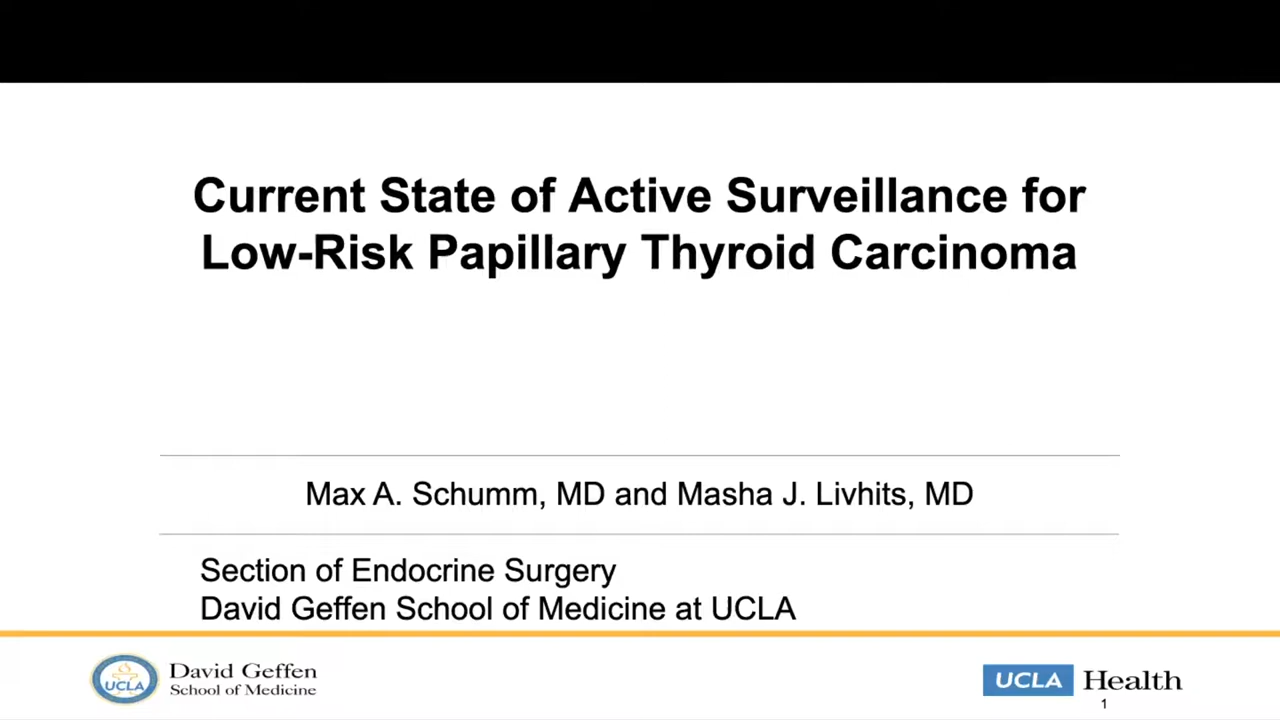 Current State of Active Surveillance for
Low-Risk Papillary Thyroid Carcinoma
Max A. Schumm, MD and Masha J. Livhits, MD
Section of Endocrine Surgery
David Geffen School of Medicine at UCLA
UCLA
David Geffen
School of Medicine
UCLA Health
1